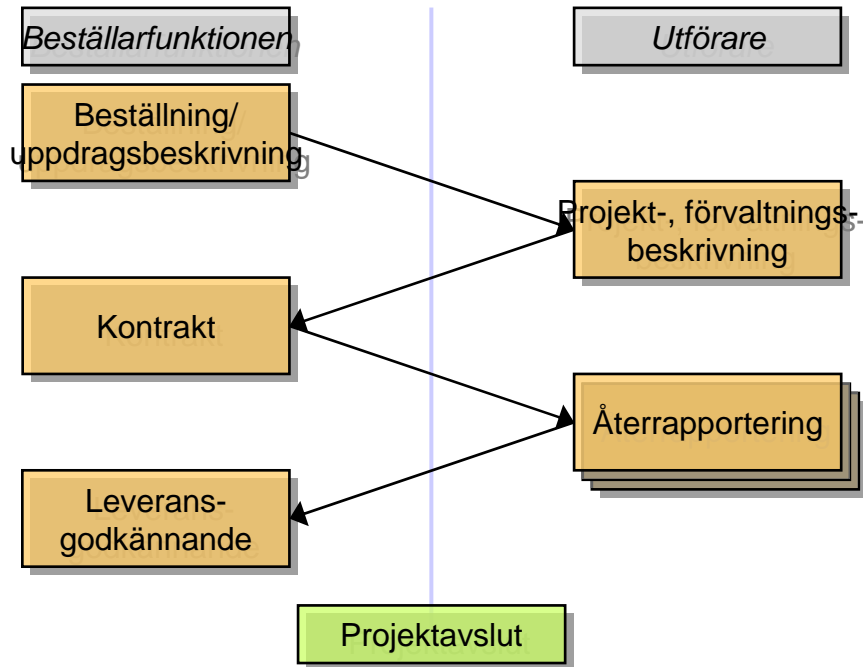 Beställarfunktionen
Utförare
Beställning/
uppdragsbeskrivning
Projekt-, förvaltnings-
beskrivning
Kontrakt
Återrapportering
Leverans-
godkännande
Projektavslut